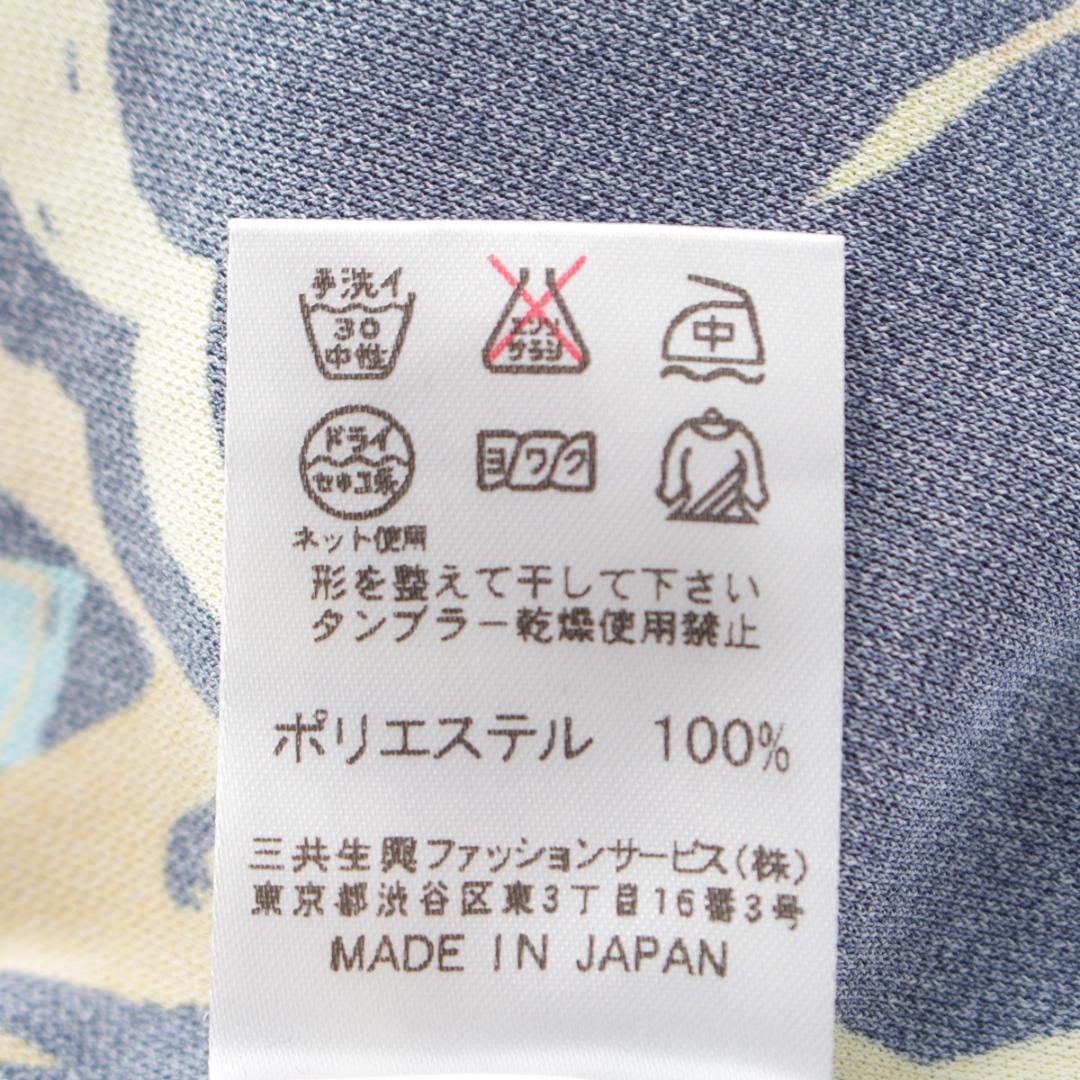 手洗イ
30
中性
エンソ
サラシ
中
ドライ
セキユ系
ヨワク
ネット使用
形を整えて干して下さい
タンブラー乾燥使用禁止
ポリエステル 100%
三共生興ファッションサービス(株)
東京都渋谷区東3丁目16番3号
MADE IN JAPAN